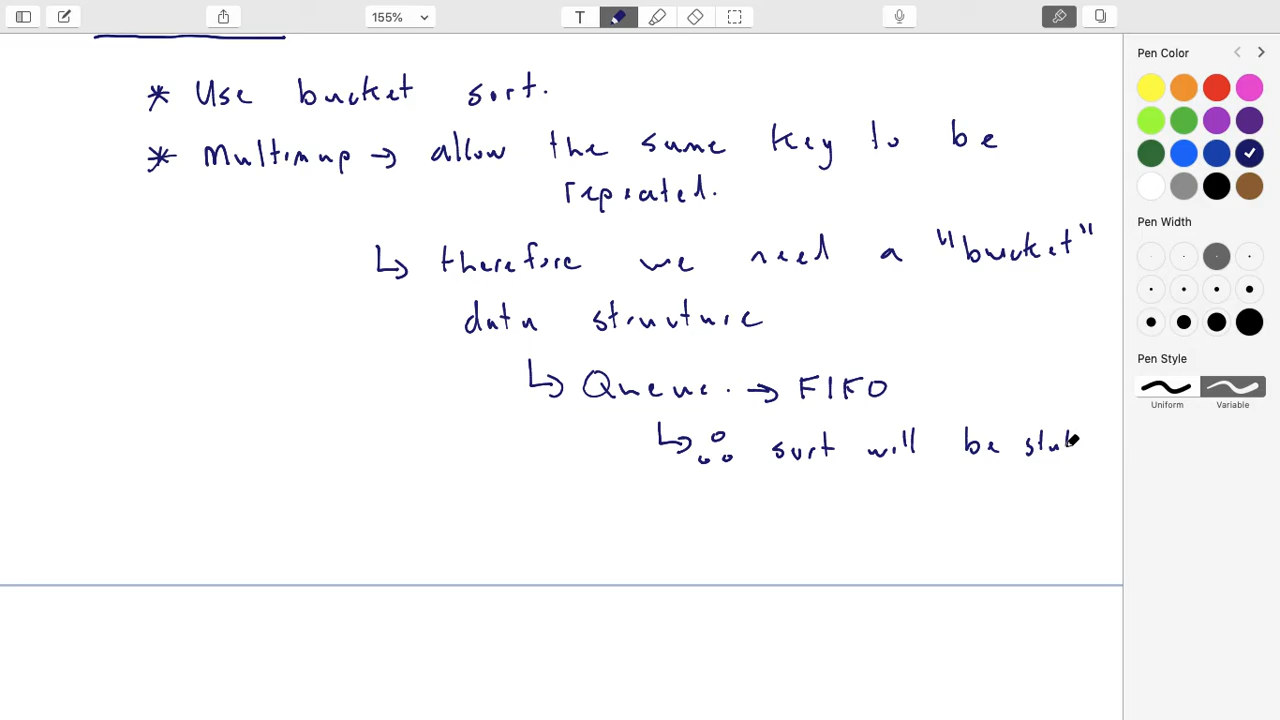 155%
T
Pen Color
* Use bucket sort.
* Multimap → allow the same key to be
repeated.
Pen Width
↳ therefore we need a "bucket"
data structure
Pen Style
↳ Queue. → FIFO
Uniform Variable
↳ ∴ sort will be stab